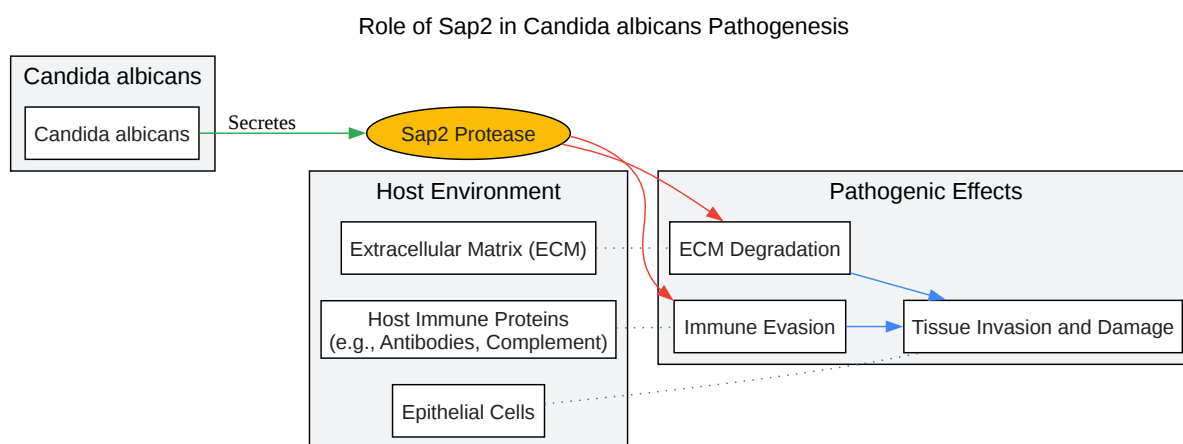 Role of Sap2 in Candida albicans Pathogenesis
Candida albicans
Candida albicans
Secretes
Sap2 Protease
Host Environment
Extracellular Matrix (ECM)
Host Immune Proteins
(e.g., Antibodies, Complement)
Epithelial Cells
Pathogenic Effects
ECM Degradation
Immune Evasion
Tissue Invasion and Damage